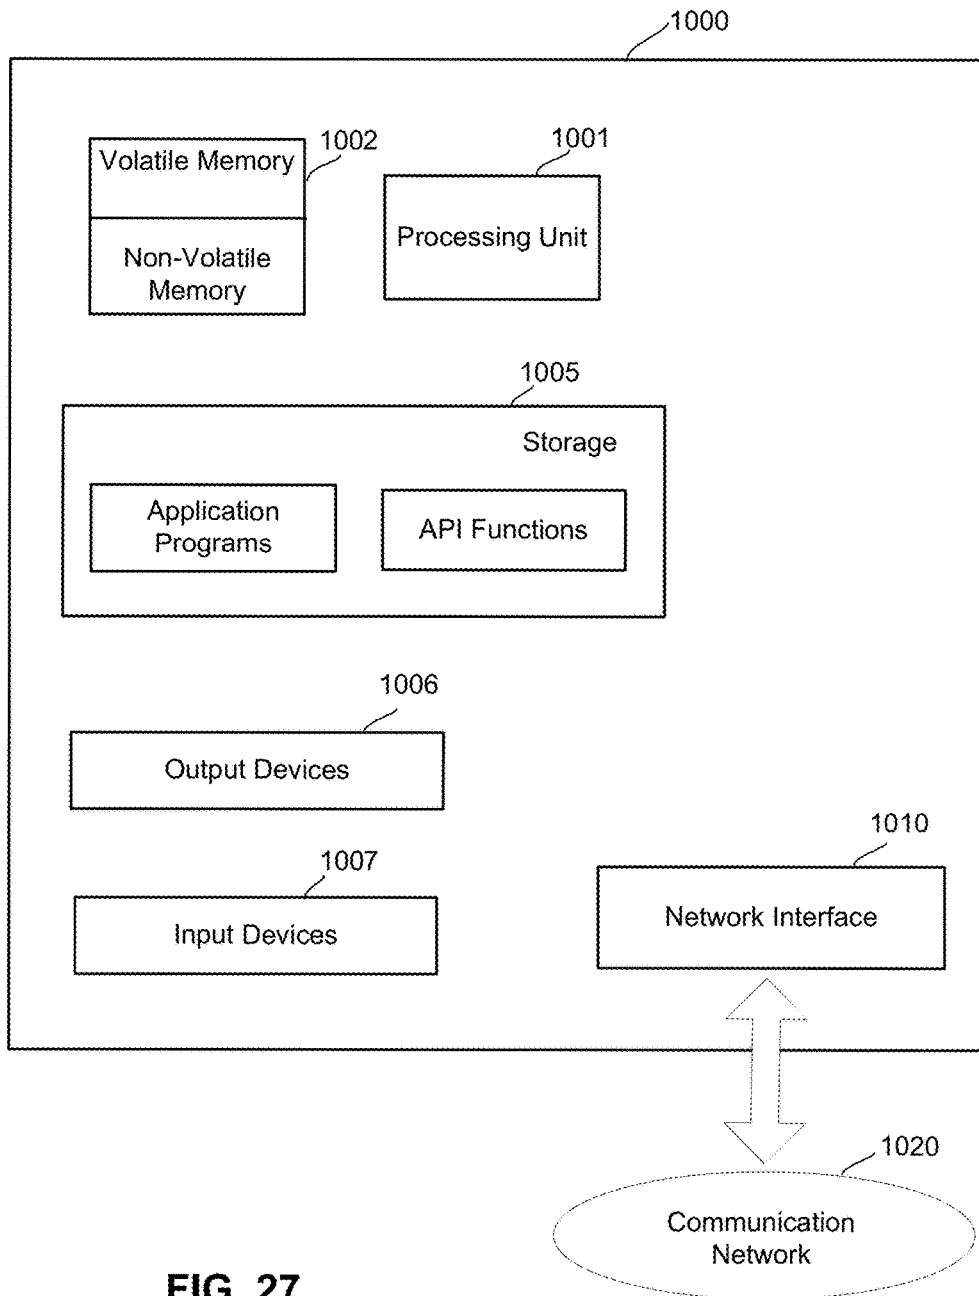 1000
1002
1001
Volatile Memory
Non-Volatile
Memory
Processing Unit
1005
Storage
Application
Programs
API Functions
1006
Output Devices
1010
1007
Network Interface
Input Devices
1020
Communication
Network
FIG. 27